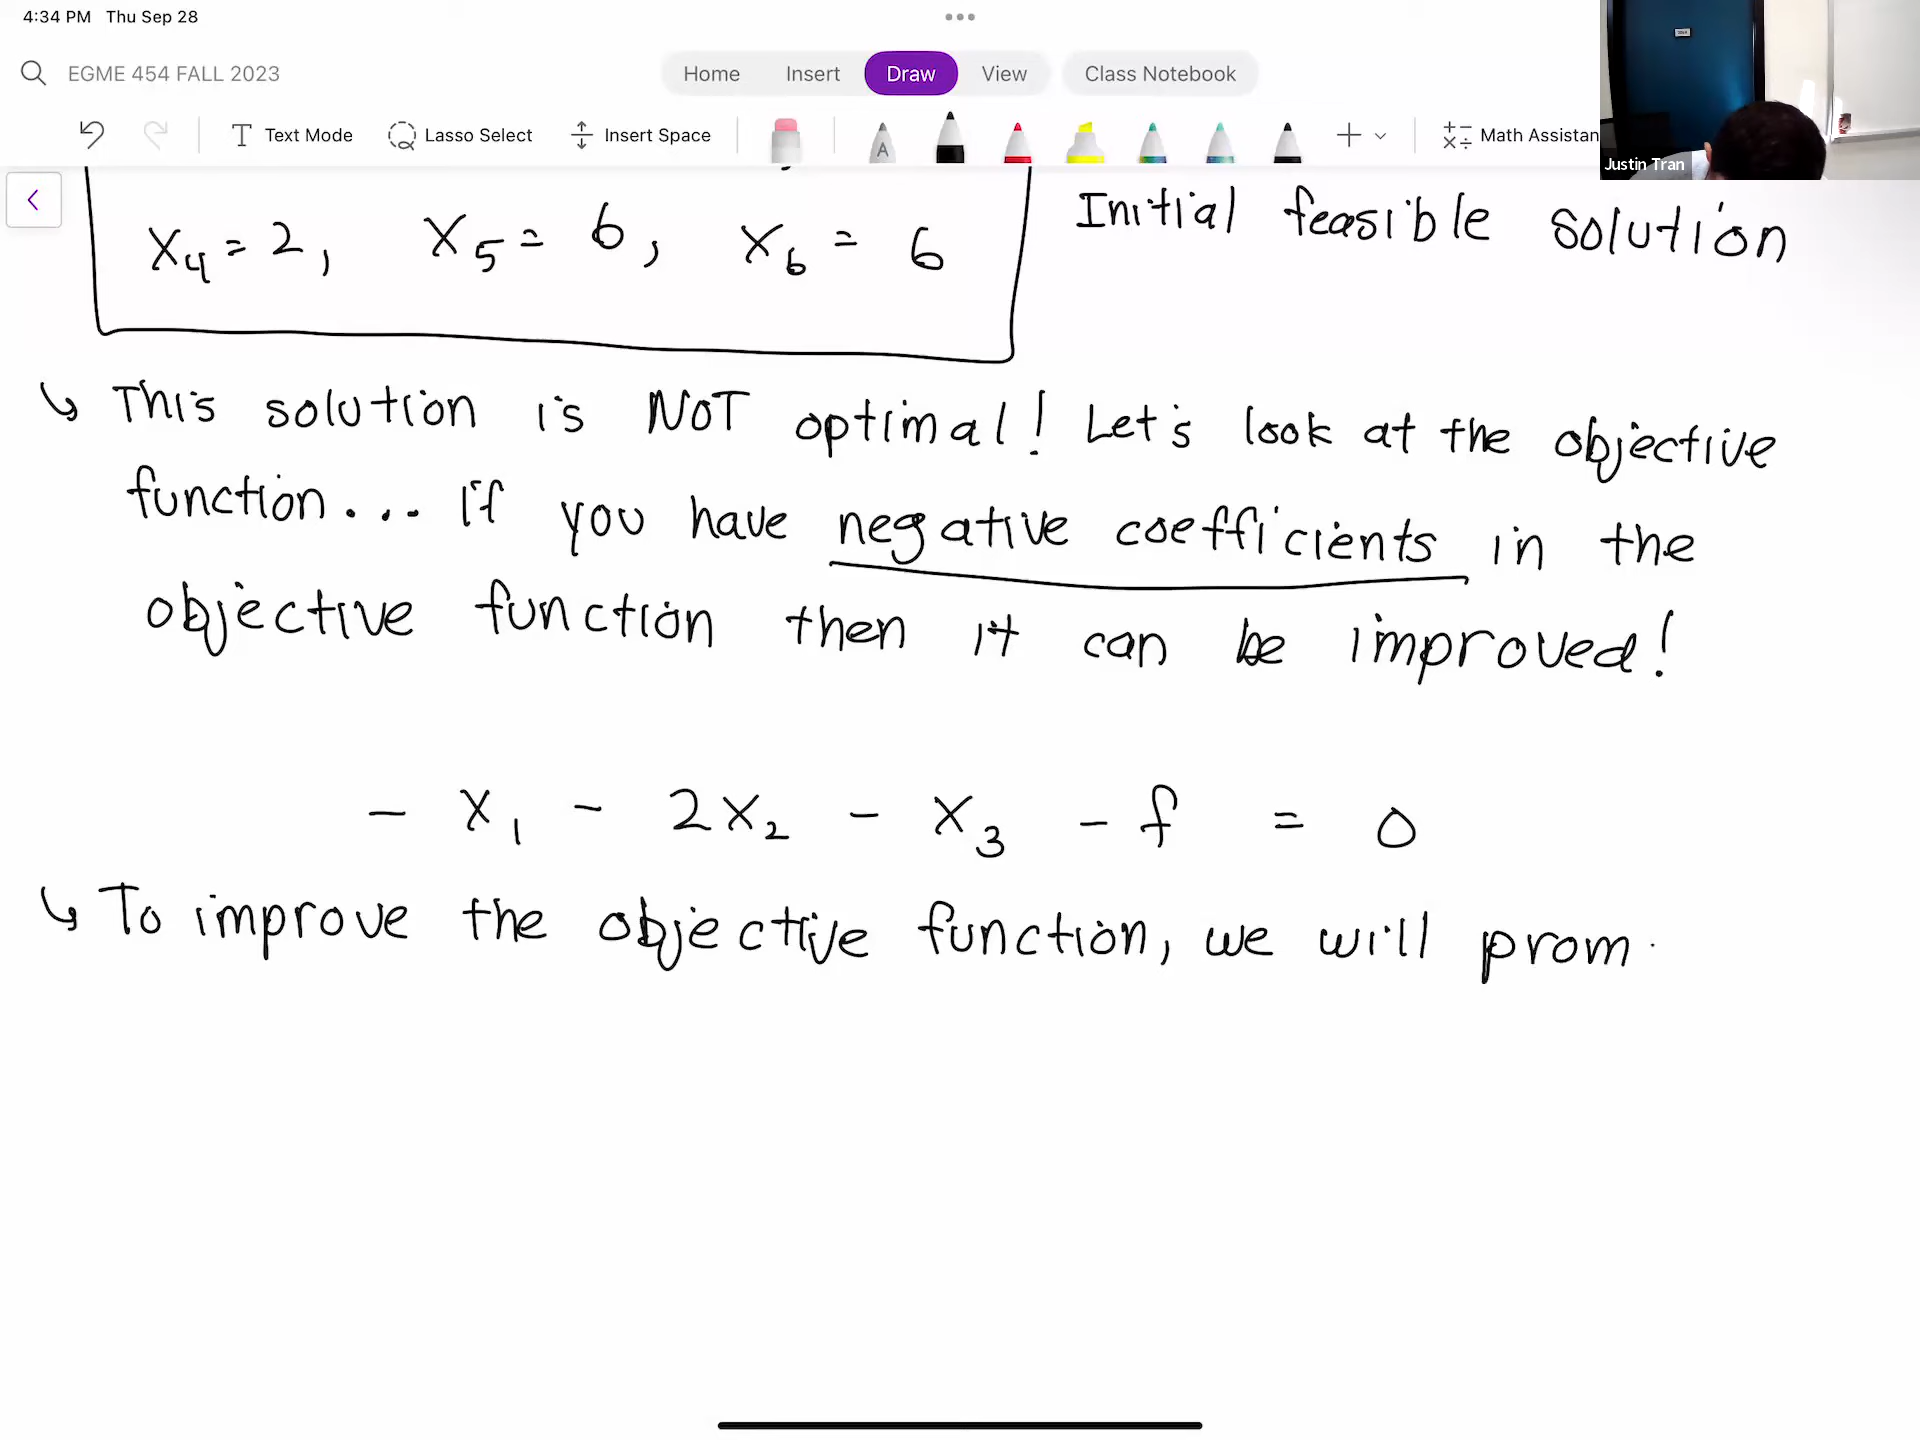 4:34 PM Thu Sep 28
EGME 454 FALL 2023
Home Insert Draw View Class Notebook
Text Mode Lasso Select Insert Space A Math Assistan
Justin Tran
x₄ = 2, x₅ = 6, x₆ = 6
Initial feasible solution
↳ This solution is NOT optimal! Let's look at the objective
function... If you have negative coefficients in the
objective function then it can be improved!
- x₁ - 2x₂ - x₃ - f = 0
↳ To improve the objective function, we will prom